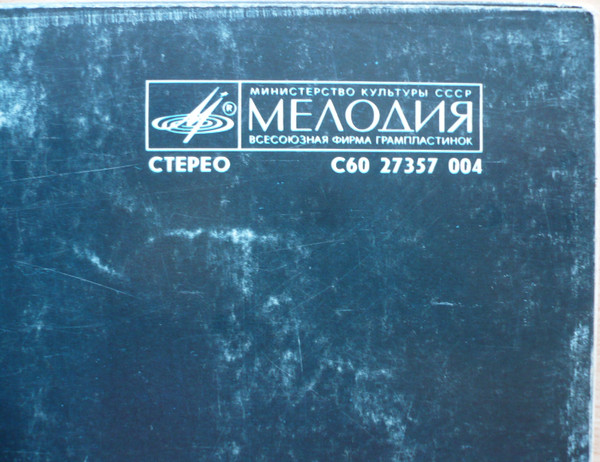 МИНИСТЕРСТВО КУЛЬТУРЫ СССР
® МЕЛОДИЯ
ВСЕСОЮЗНАЯ ФИРМА ГРАМПЛАСТИНОК
СТЕРЕО С60 27357 004